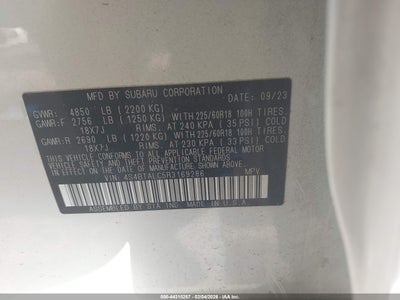 MFD BY SUBARU CORPORATION DATE: 09/23
GVWR: 4850 LB (2200 KG)
GAWR: F 2756 LB (1250 KG) WITH 225/60R18 100H TIRES,
18X7J RIMS, AT 240 KPA (35 PSI) COLD
GAWR: R 2690 LB (1220 KG) WITH 225/60R18 100H TIRES,
18X7J RIMS, AT 230 KPA (33 PSI) COLD
THIS VEHICLE CONFORMS TO ALL APPLICABLE FEDERAL MOTOR
VEHICLE SAFETY AND THEFT PREVENTION STANDARDS IN EFFECT
ON THE DATE OF MANUFACTURE SHOWN ABOVE.
VIN: 4S4BTALC5R3169286 MPV
ASSEMBLED BY SIA, INC. MADE IN U.S.A.